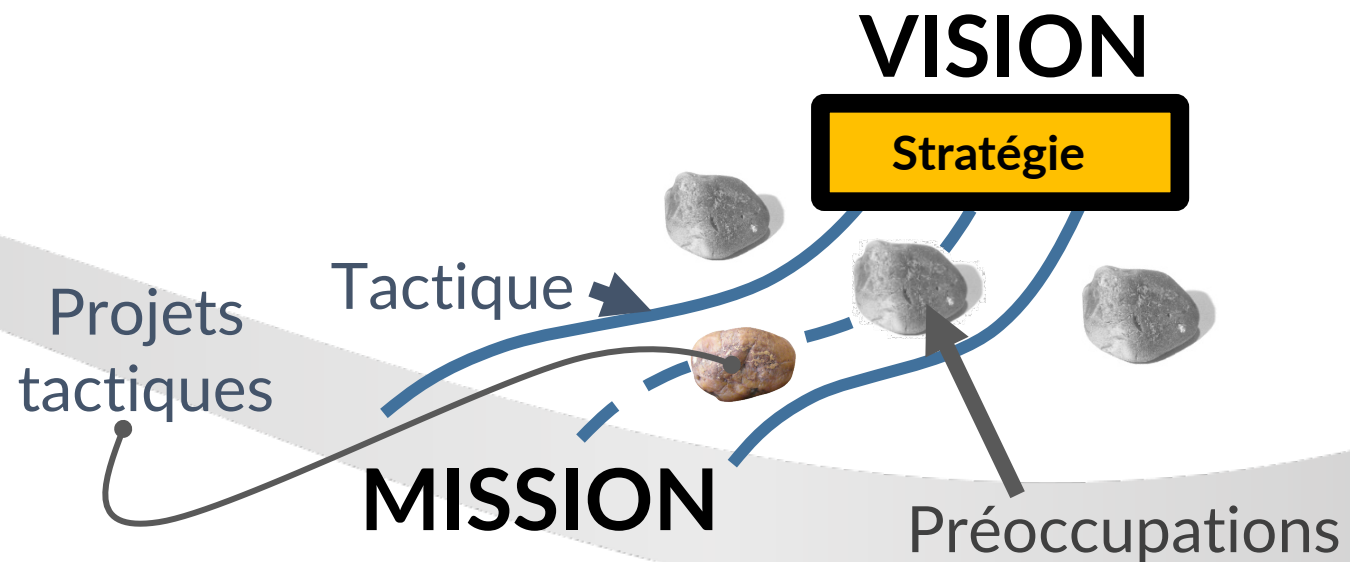 VISION
Stratégie
Tactique
Projets
tactiques
MISSION
Préoccupations